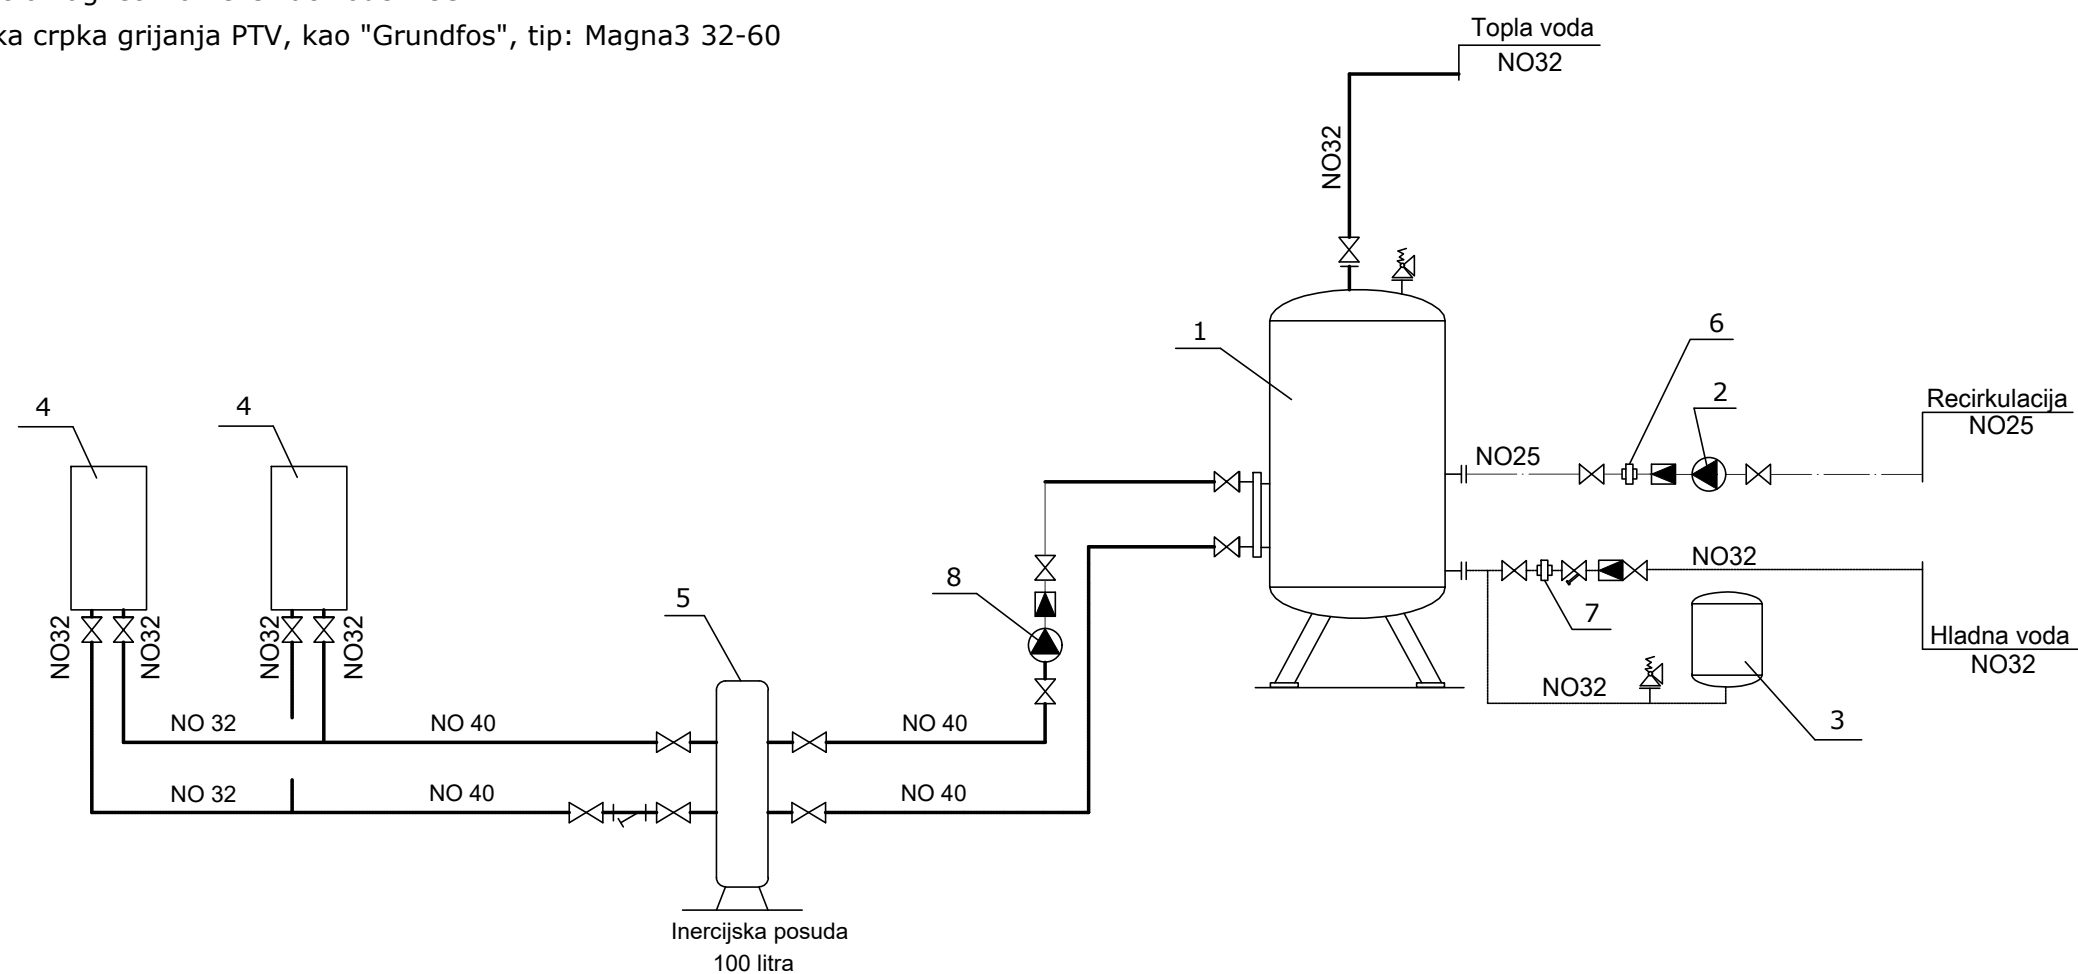 ka crpka grijanja PTV, kao "Grundfos", tip: Magna3 32-60
Topla voda
NO32
NO32
1
6
2
Recirkulacija
NO25
NO25
4
4
8
5
NO32
7
Hladna voda
NO32
NO32
3
NO32
NO32
NO32
NO32
NO 32
NO 40
NO 40
NO 32
NO 40
NO 40
Inercijska posuda
100 litra